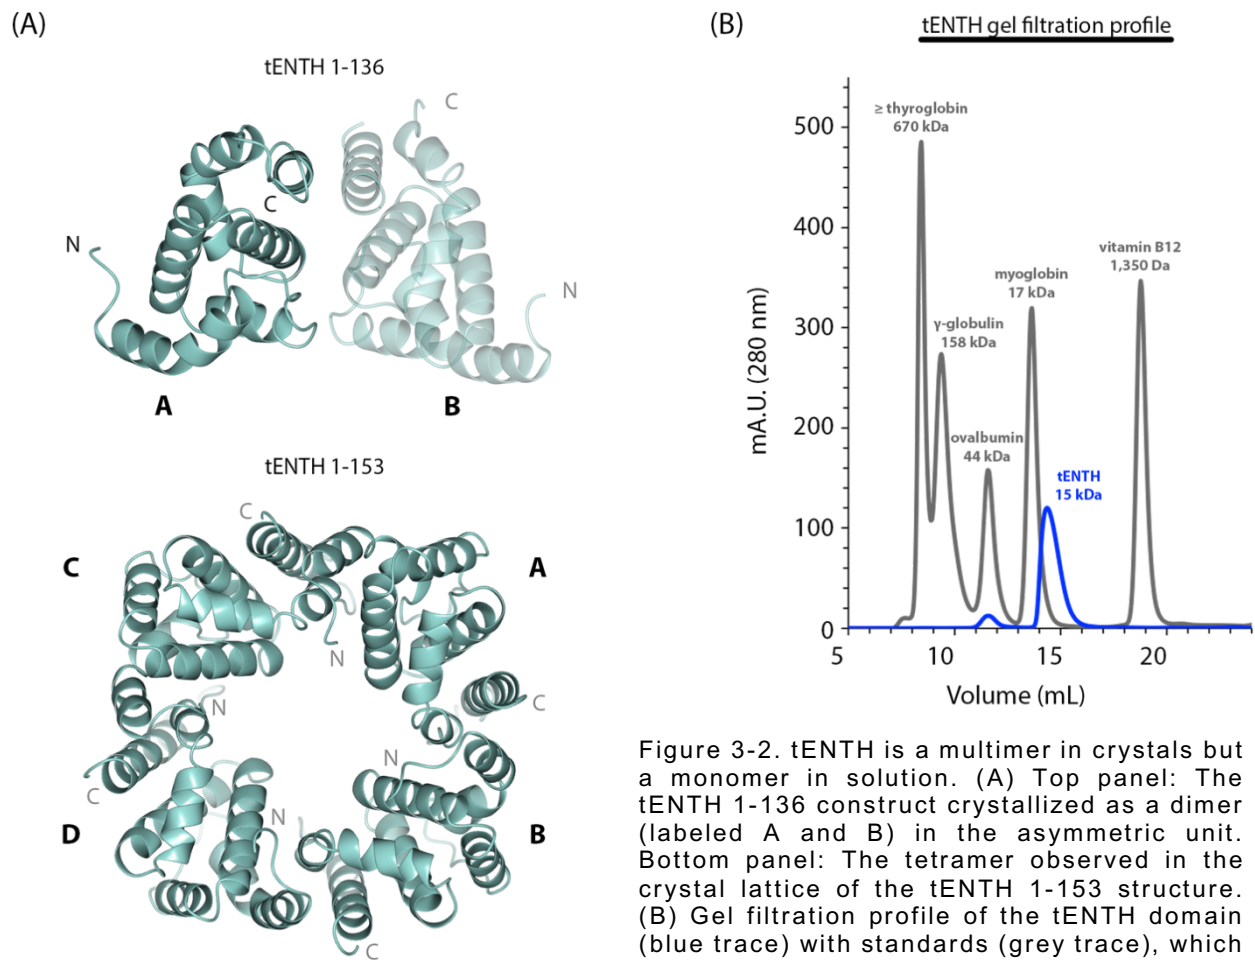 (A)
tENTH 1-136
C
C
N
N
A
B
tENTH 1-153
C
C
A
N
N
C
N
C
N
D
B
C
(B)
tENTH gel filtration profile
≥ thyroglobin
670 kDa
500
400
vitamin B12
1,350 Da
myoglobin
17 kDa
γ-globulin
158 kDa
300
mA.U. (280 nm)
200
ovalbumin
44 kDa
tENTH
15 kDa
100
0
5
10
15
20
Volume (mL)
Figure 3-2. tENTH is a multimer in crystals but
a monomer in solution. (A) Top panel: The
tENTH 1-136 construct crystallized as a dimer
(labeled A and B) in the asymmetric unit.
Bottom panel: The tetramer observed in the
crystal lattice of the tENTH 1-153 structure.
(B) Gel filtration profile of the tENTH domain
(blue trace) with standards (grey trace), which